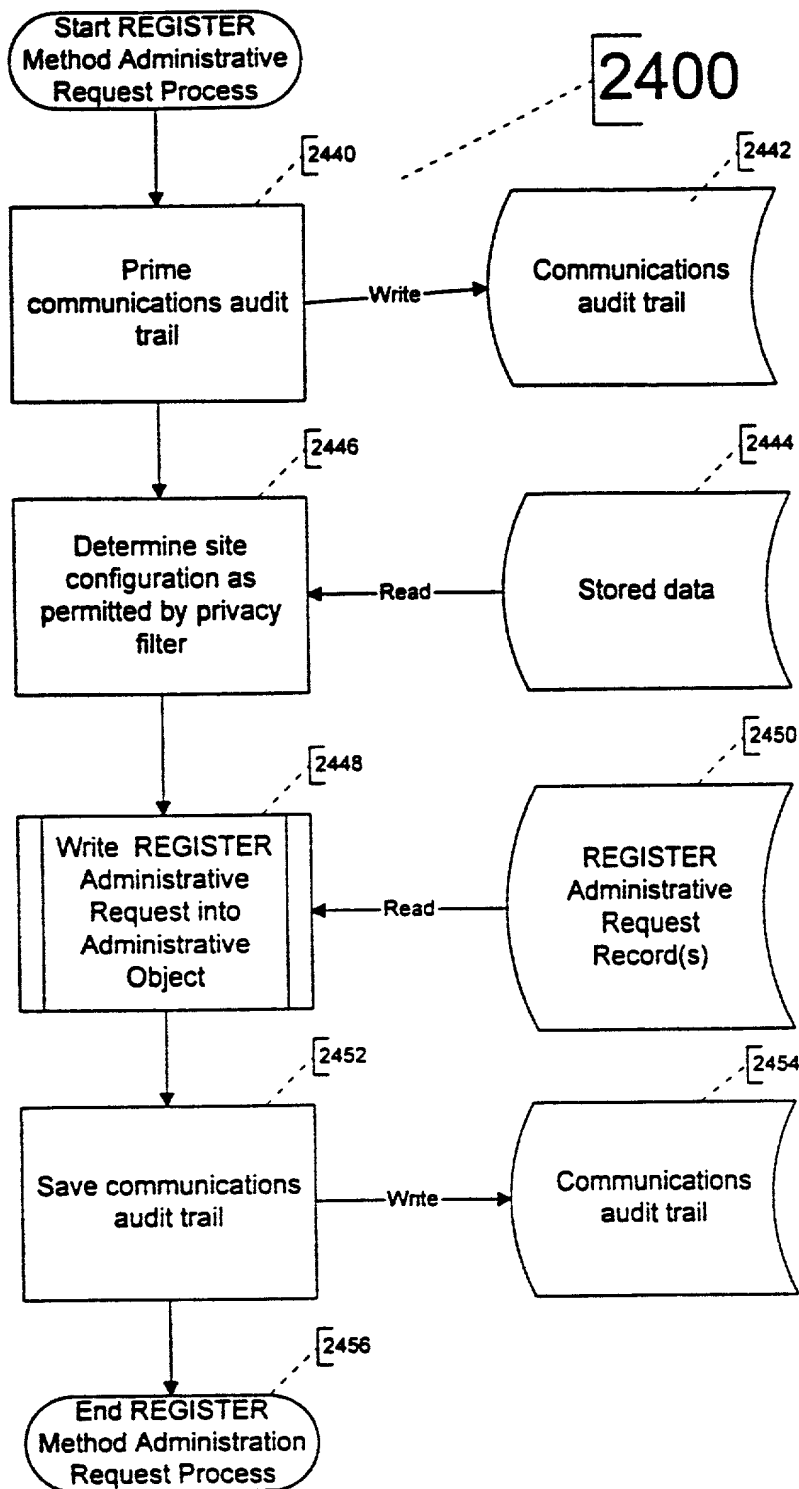 Start REGISTER
Method Administrative
Request Process
2400
2440
2442
Prime
communications audit
trail
Write
Communications
audit trail
2446
2444
Determine site
configuration as
permitted by privacy
filter
Read
Stored data
2448
2450
Write REGISTER
Administrative
Request into
Administrative
Object
Read
REGISTER
Administrative
Request
Record(s)
2452
2454
Save communications
audit trail
Write
Communications
audit trail
2456
End REGISTER
Method Administration
Request Process